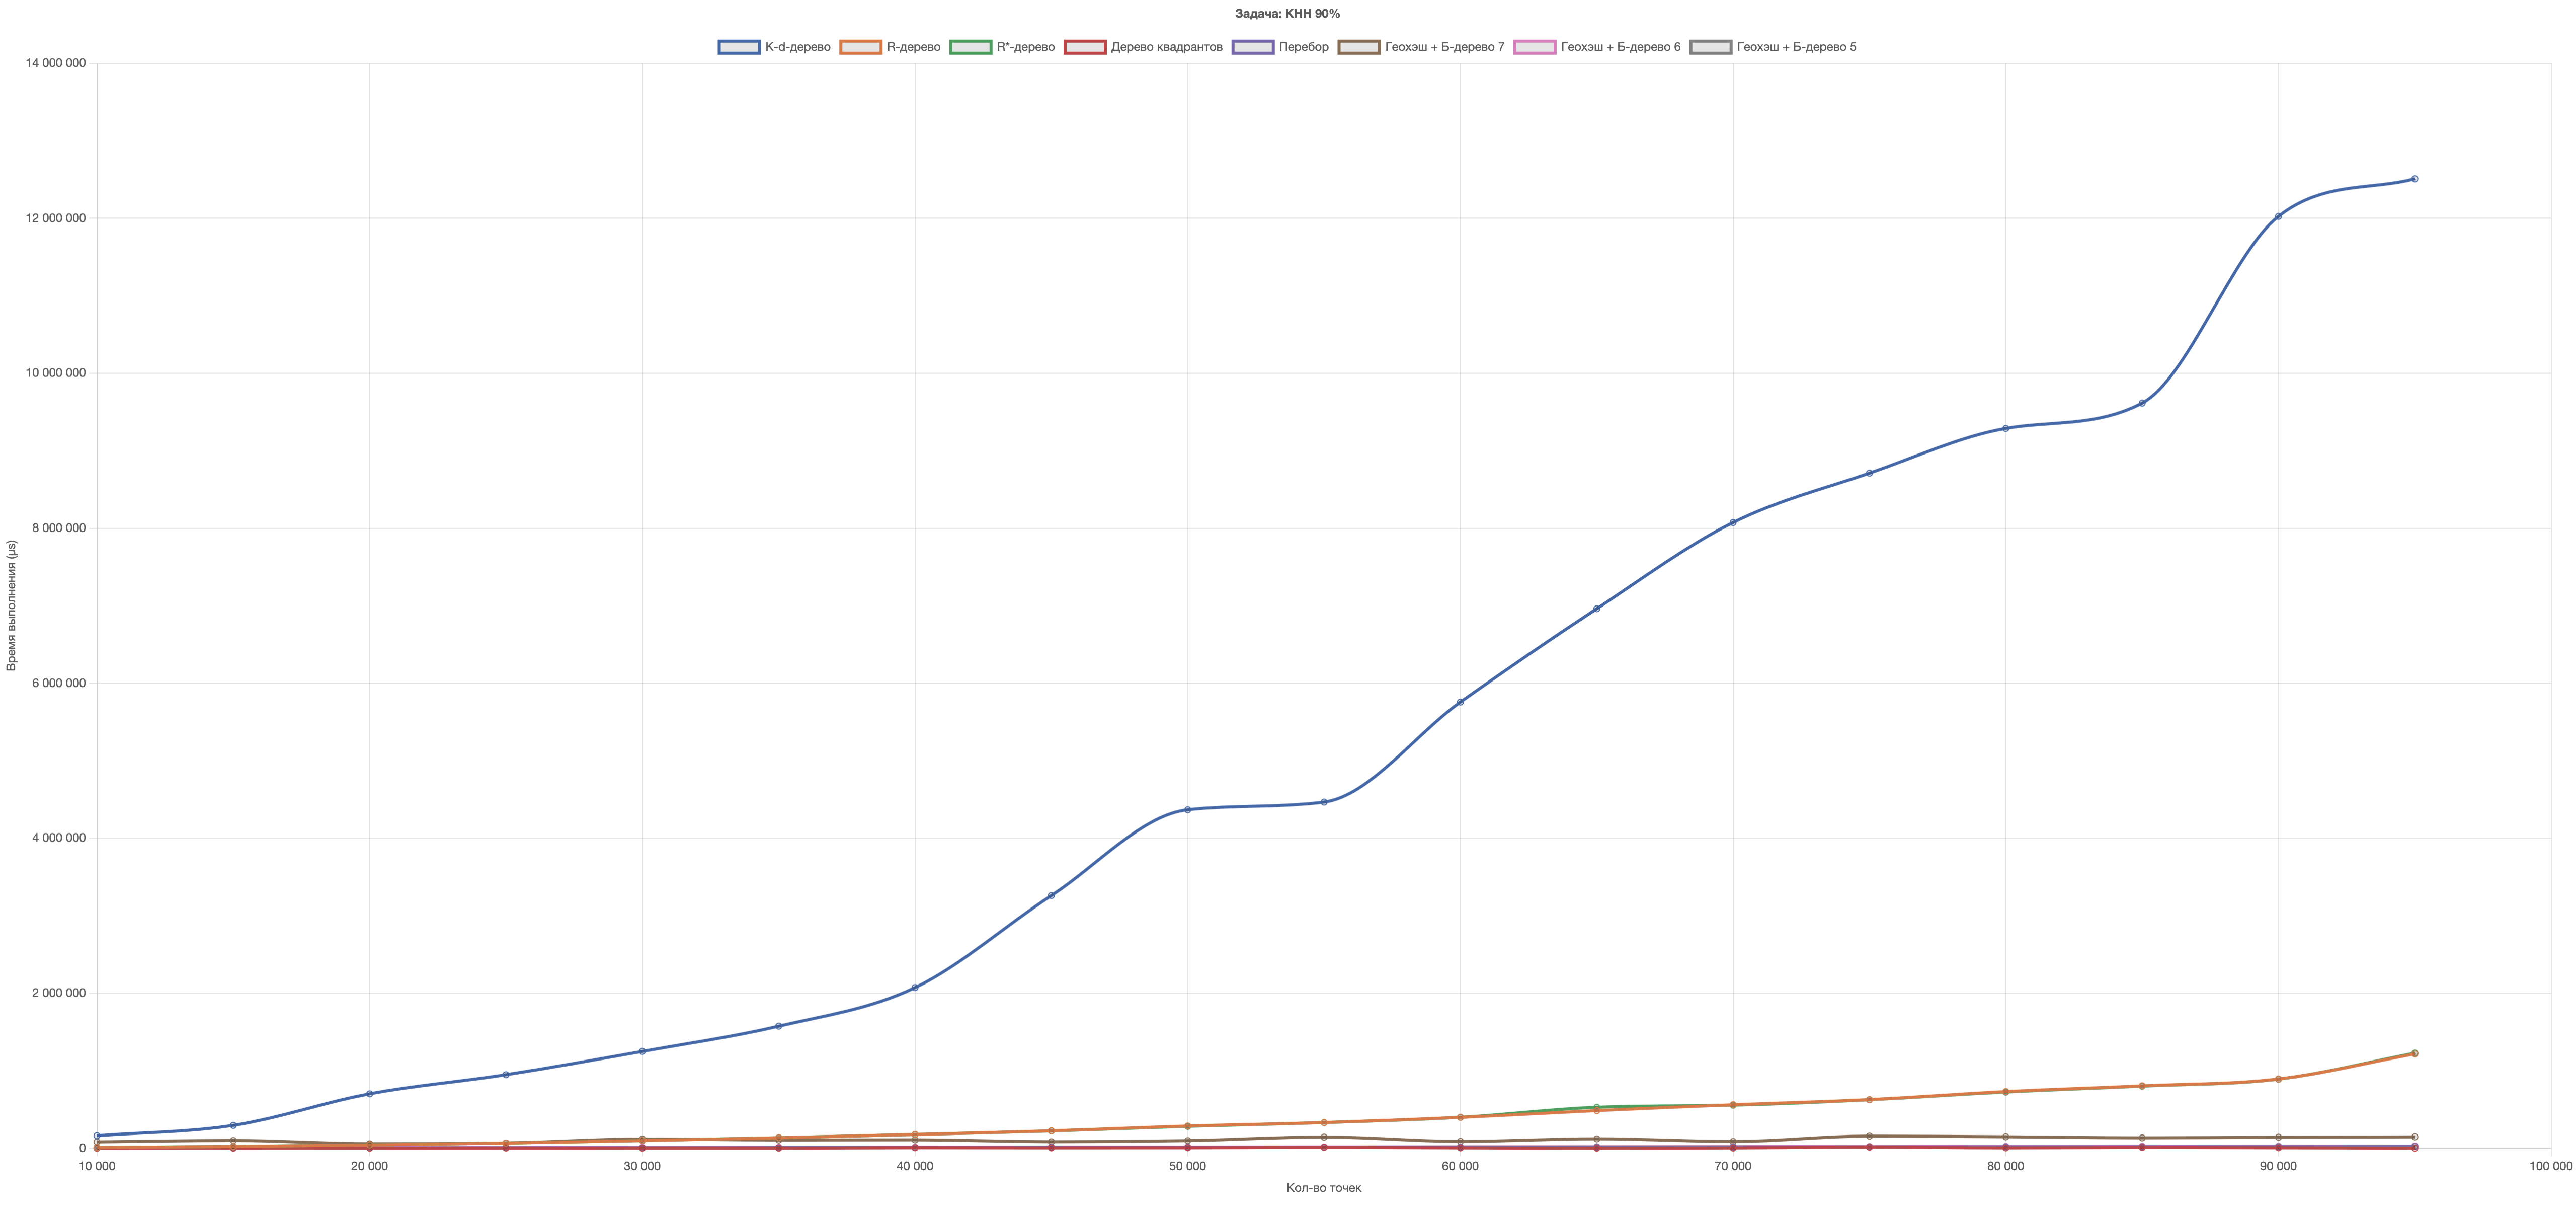 Задача: КНН 90%
K-d-дерево R-дерево R*-дерево Дерево квадрантов Перебор Геохэш + Б-дерево 7 Геохэш + Б-дерево 6 Геохэш + Б-дерево 5
14 000 000
12 000 000
10 000 000
8 000 000
6 000 000
4 000 000
2 000 000
0
Время выполнения (µs)
10 000 20 000 30 000 40 000 50 000 60 000 70 000 80 000 90 000 100 000
Кол-во точек